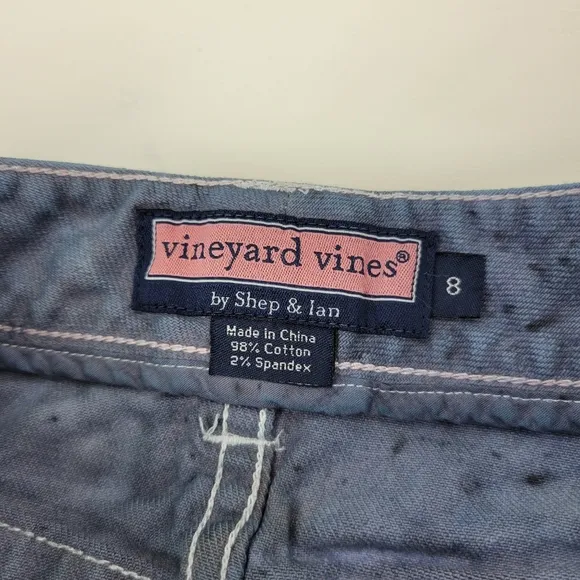 vineyard vines®
by Shep & Ian
8
Made in China
98% Cotton
2% Spandex